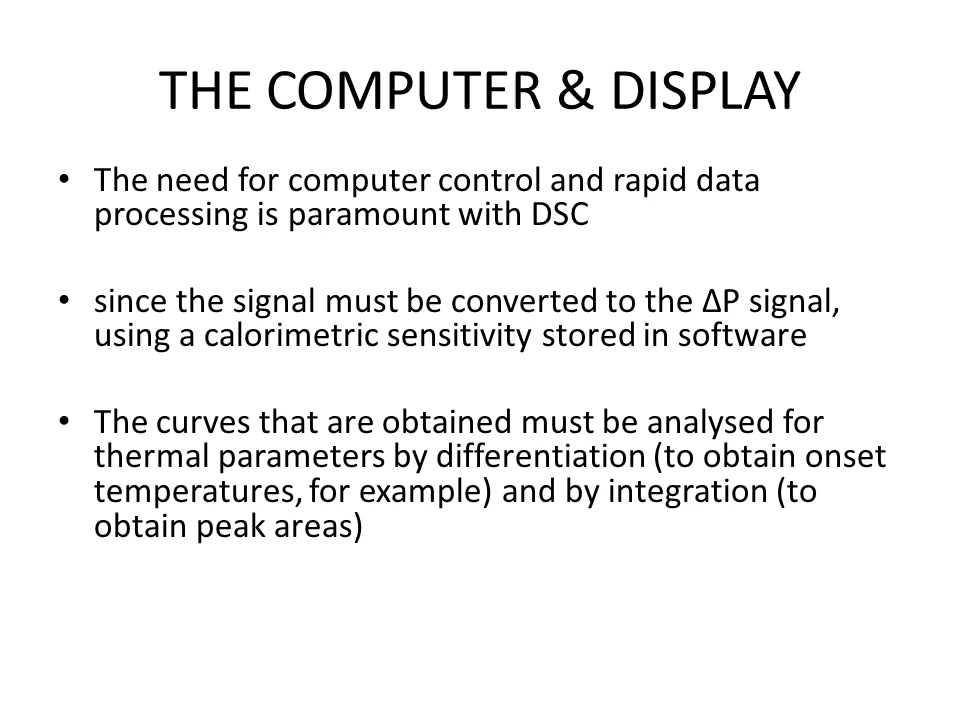 THE COMPUTER & DISPLAY
• The need for computer control and rapid data
processing is paramount with DSC
• since the signal must be converted to the ΔP signal,
using a calorimetric sensitivity stored in software
• The curves that are obtained must be analysed for
thermal parameters by differentiation (to obtain onset
temperatures, for example) and by integration (to
obtain peak areas)